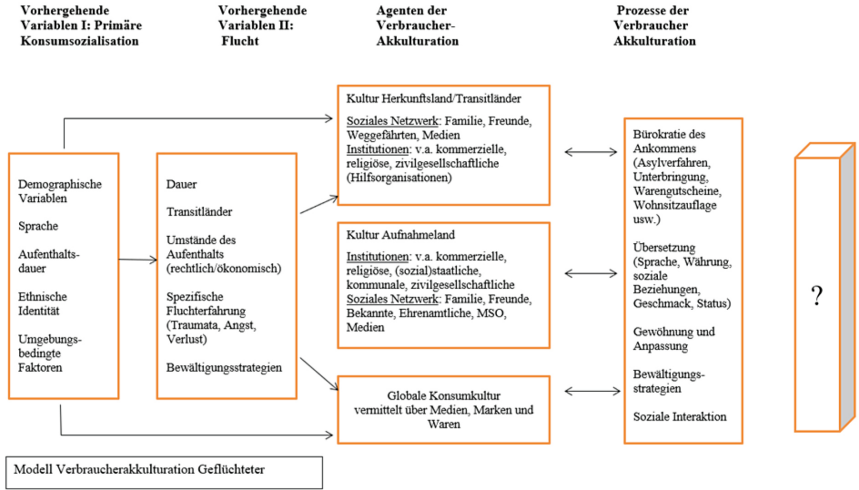 Vorhergehende
Variablen I: Primäre
Konsumsozialisation
Vorhergehende
Variablen II:
Flucht
Agenten der
Verbraucher-
Akkulturation
Prozesse der
Verbraucher
Akkulturation
Demographische
Variablen
Sprache
Aufenthalts-
dauer
Ethnische
Identität
Umgebungs-
bedingte
Faktoren
Dauer
Transitländer
Umstände des
Aufenthalts
(rechtlich/ökonomisch)
Spezifische
Fluchterfahrung
(Traumata, Angst,
Verlust)
Bewältigungsstrategien
Kultur Herkunftsland/Transitländer
Soziales Netzwerk: Familie, Freunde,
Weggefährten, Medien
Institutionen: v.a. kommerzielle,
religiöse, zivilgesellschaftliche
(Hilfsorganisationen)
Kultur Aufnahmeland
Institutionen: v.a. kommerzielle,
religiöse, (sozial)staatliche,
kommunale, zivilgesellschaftliche
Soziales Netzwerk: Familie, Freunde,
Bekannte, Ehrenamtliche, MSO,
Medien
Globale Konsumkultur
vermittelt über Medien, Marken und
Waren
Bürokratie des
Ankommens
(Asylverfahren,
Unterbringung,
Warengutscheine,
Wohnsitzauflage
usw.)
Übersetzung
(Sprache, Währung,
soziale
Beziehungen,
Geschmack, Status)
Gewöhnung und
Anpassung
Bewältigungs-
strategien
Soziale Interaktion
?
Modell Verbraucherakkulturation Geflüchteter